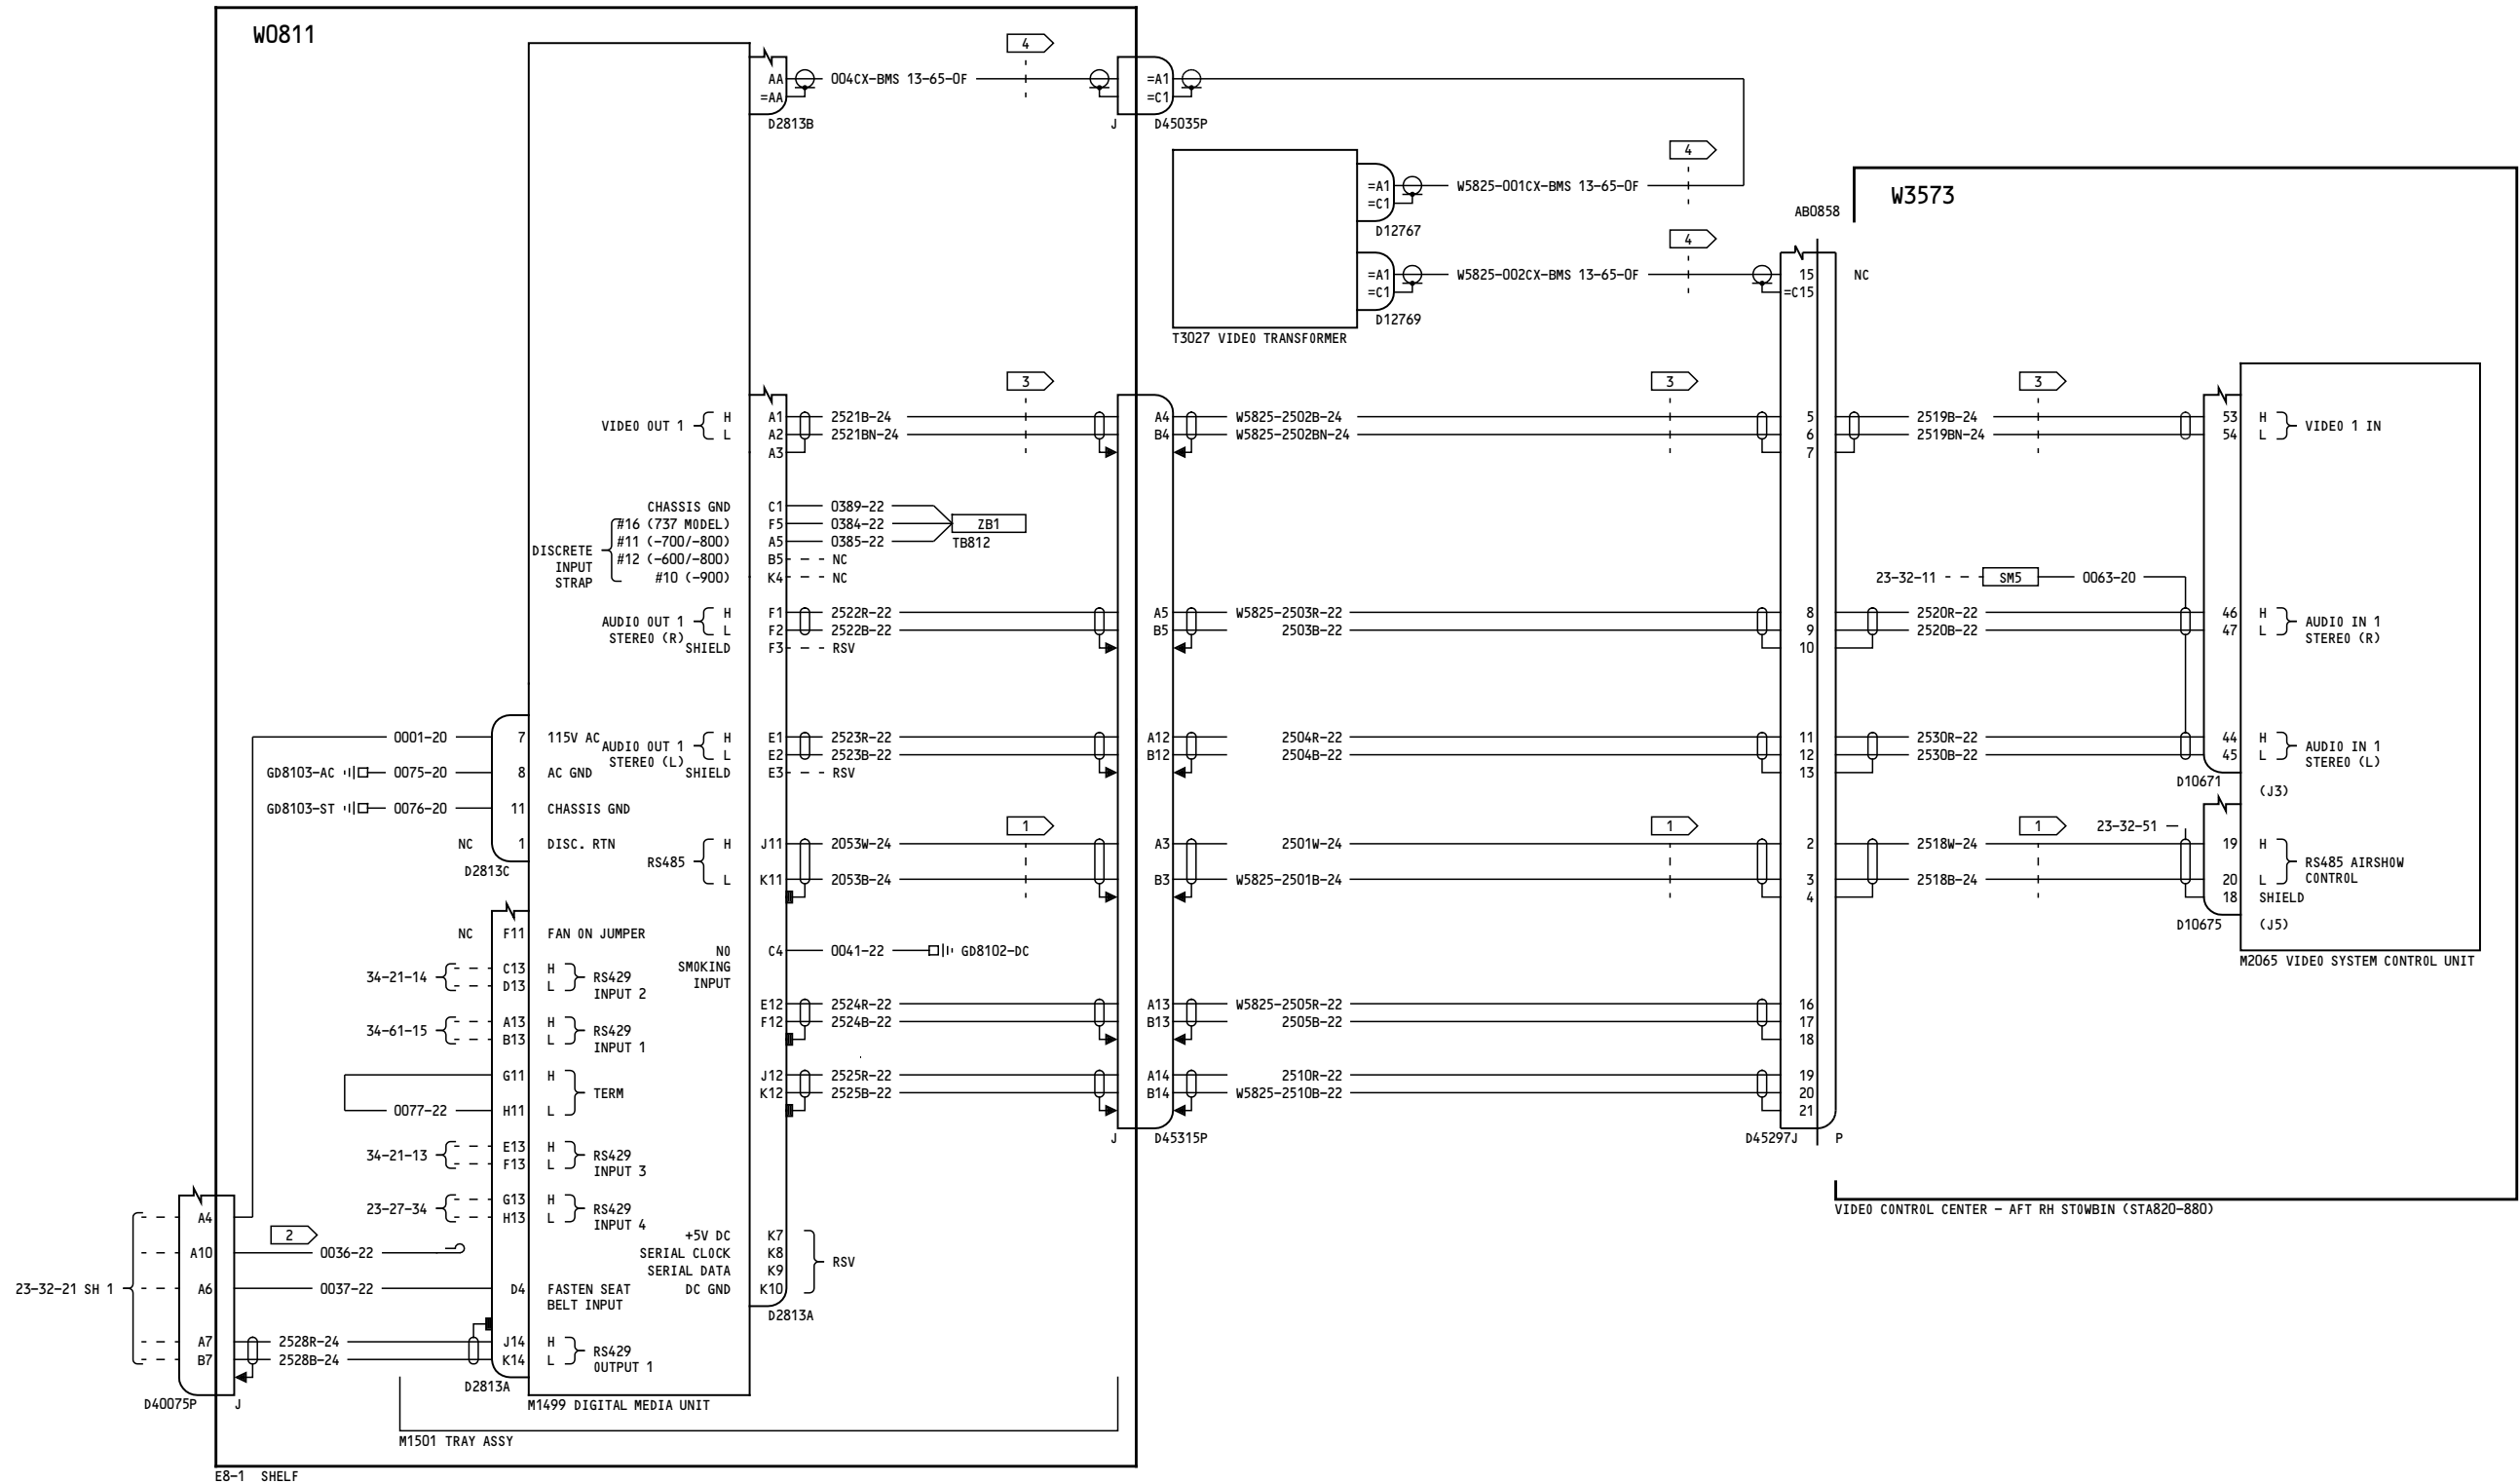 W0811
4
AA
=AA
004CX-BMS 13-65-0F
D2813B
=A1
=C1
J
D45035P
4
=A1
=C1
W5825-001CX-BMS 13-65-0F
D12767
4
=A1
=C1
W5825-002CX-BMS 13-65-0F
D12769
T3027 VIDEO TRANSFORMER
AB0858
W3573
15
=C15
NC
3
3
3
VIDEO OUT 1
H
L
A1
A2
A3
2521B-24
2521BN-24
A4
B4
W5825-2502B-24
W5825-2502BN-24
5
6
7
2519B-24
2519BN-24
53
54
H
L
VIDEO 1 IN
CHASSIS GND
C1
0389-22
DISCRETE
INPUT
STRAP
#16 (737 MODEL)
F5
0384-22
#11 (-700/-800)
A5
0385-22
#12 (-600/-800)
B5
NC
#10 (-900)
K4
NC
ZB1
TB812
23-32-11
SM5
0063-20
AUDIO OUT 1
STEREO (R)
H
L
SHIELD
F1
F2
F3
2522R-22
2522B-22
RSV
A5
B5
W5825-2503R-22
2503B-22
8
9
10
2520R-22
2520B-22
46
47
H
L
AUDIO IN 1
STEREO (R)
0001-20
7
115V AC
GD8103-AC
0075-20
8
AC GND
GD8103-ST
0076-20
11
CHASSIS GND
NC
1
DISC. RTN
D2813C
AUDIO OUT 1
STEREO (L)
H
L
SHIELD
E1
E2
E3
2523R-22
2523B-22
RSV
A12
B12
2504R-22
2504B-22
11
12
13
2530R-22
2530B-22
44
45
H
L
AUDIO IN 1
STEREO (L)
D10671
(J3)
1
1
1
23-32-51
RS485
H
L
J11
K11
2053W-24
2053B-24
A3
B3
2501W-24
W5825-2501B-24
2
3
4
2518W-24
2518B-24
19
20
18
H
L
SHIELD
RS485 AIRSHOW
CONTROL
D10675
(J5)
M2065 VIDEO SYSTEM CONTROL UNIT
NC
F11
FAN ON JUMPER
NO
SMOKING
INPUT
C4
0041-22
GD8102-DC
34-21-14
C13
D13
H
L
RS429
INPUT 2
34-61-15
A13
B13
H
L
RS429
INPUT 1
E12
F12
2524R-22
2524B-22
A13
B13
W5825-2505R-22
2505B-22
16
17
18
0077-22
G11
H11
H
L
TERM
J12
K12
2525R-22
2525B-22
A14
B14
2510R-22
W5825-2510B-22
19
20
21
J
D45315P
D45297J
P
34-21-13
E13
F13
H
L
RS429
INPUT 3
23-27-34
G13
H13
H
L
RS429
INPUT 4
VIDEO CONTROL CENTER - AFT RH STOWBIN (STA820-880)
+5V DC
K7
SERIAL CLOCK
K8
SERIAL DATA
K9
DC GND
K10
RSV
D2813A
23-32-21 SH 1
A4
2
A10
0036-22
A6
0037-22
D4
FASTEN SEAT
BELT INPUT
A7
B7
2528R-24
2528B-24
J14
K14
H
L
RS429
OUTPUT 1
D40075P
J
D2813A
M1499 DIGITAL MEDIA UNIT
M1501 TRAY ASSY
E8-1 SHELF